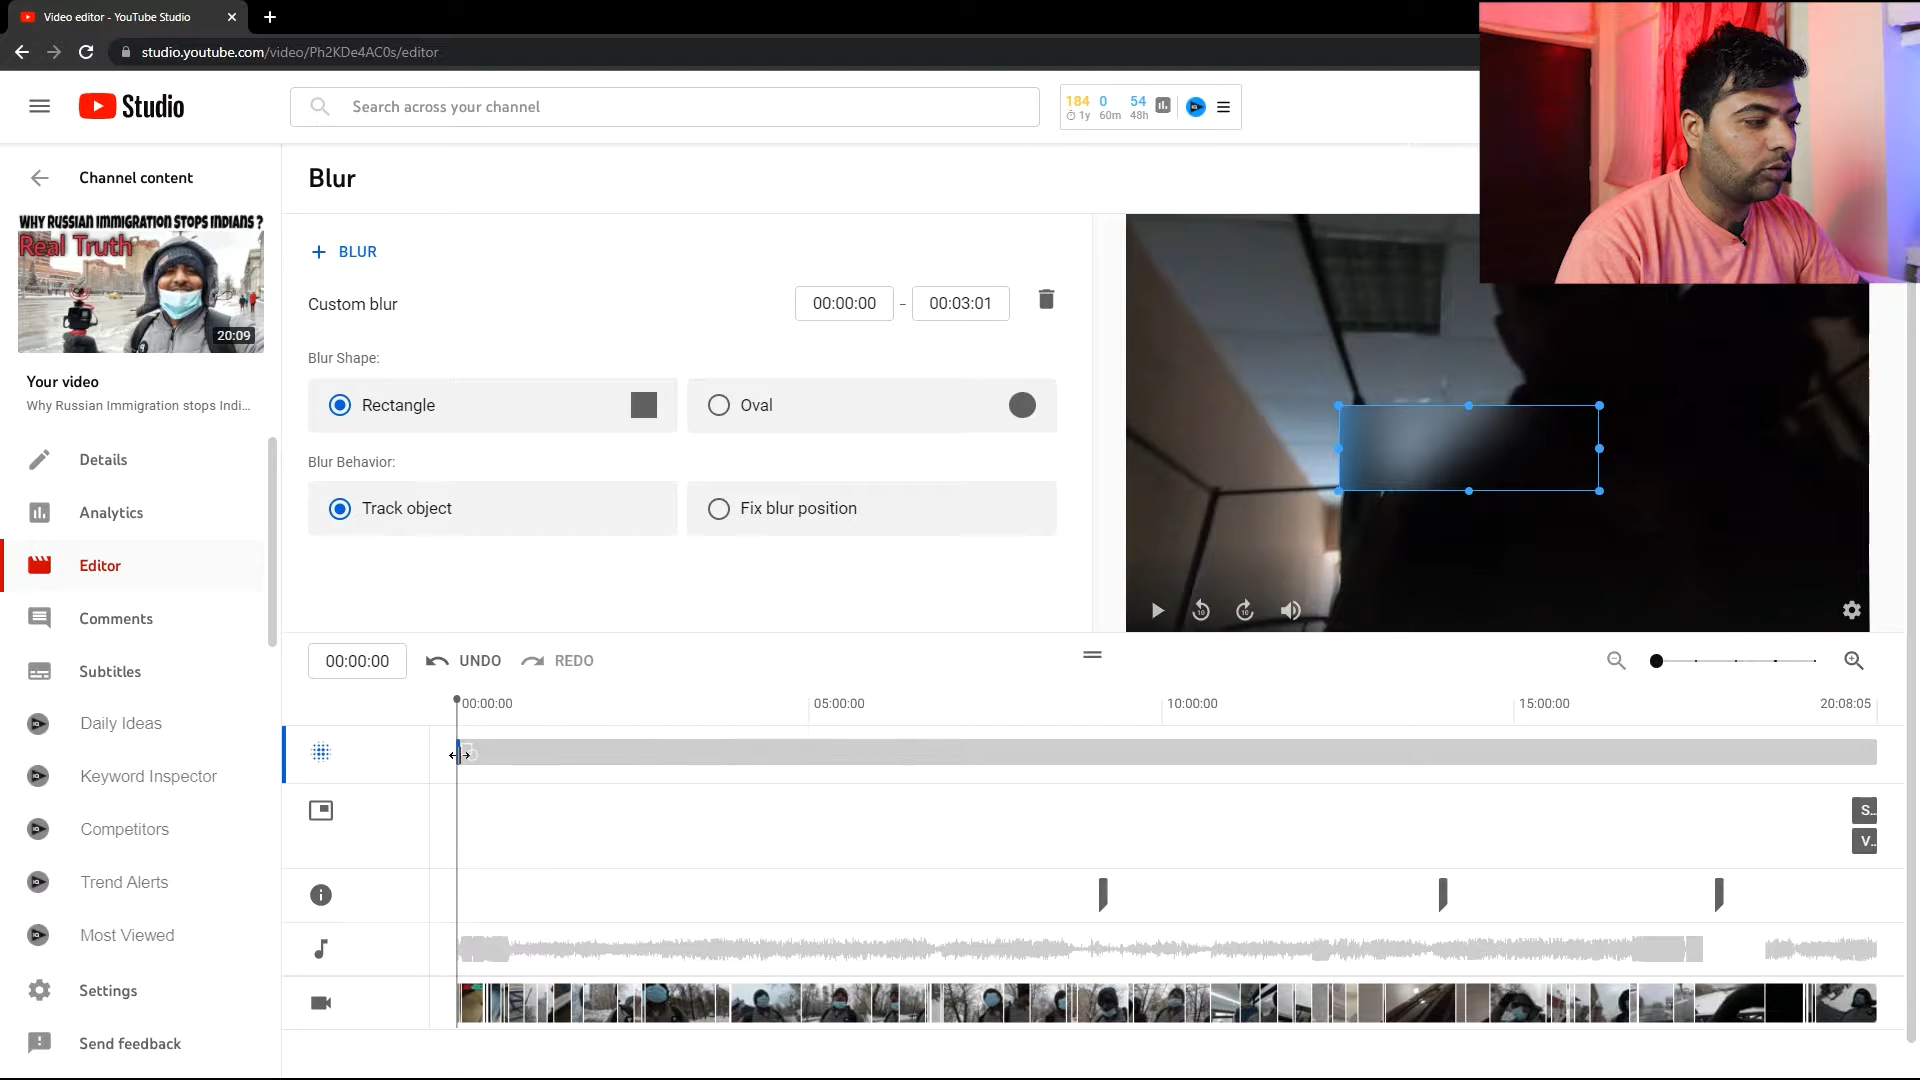 Video editor - YouTube Studio
studio.youtube.com/video/Ph2KDe4AC0s/editor
Studio
Search across your channel
184 0 54
1y 60m 48h
Channel content
Blur
WHY RUSSIAN IMMIGRATION STOPS INDIANS ?
Real Truth
20:09
BLUR
Custom blur
00:00:00 - 00:03:01
Blur Shape:
Rectangle
Oval
Your video
Why Russian Immigration stops Indi...
Blur Behavior:
Track object
Fix blur position
Details
Analytics
Editor
Comments
Subtitles
Daily Ideas
Keyword Inspector
Competitors
Trend Alerts
Most Viewed
Settings
Send feedback
10
10
00:00:00
UNDO
REDO
00:00:00
05:00:00
10:00:00
15:00:00
20:08:05
S..
V..